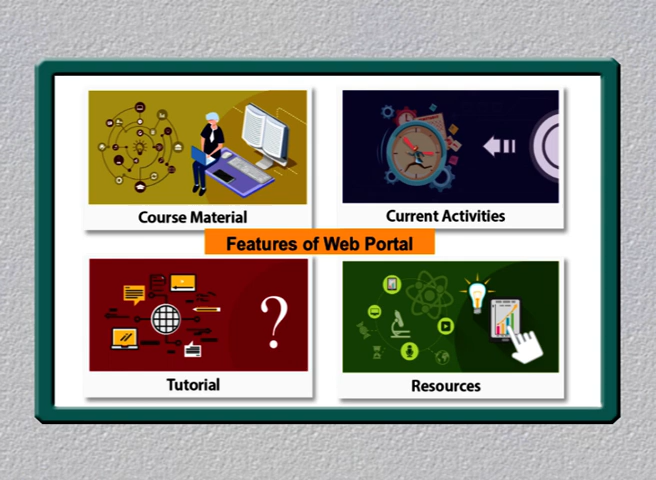 Course Material
Current Activities
Features of Web Portal
?
Tutorial
Resources